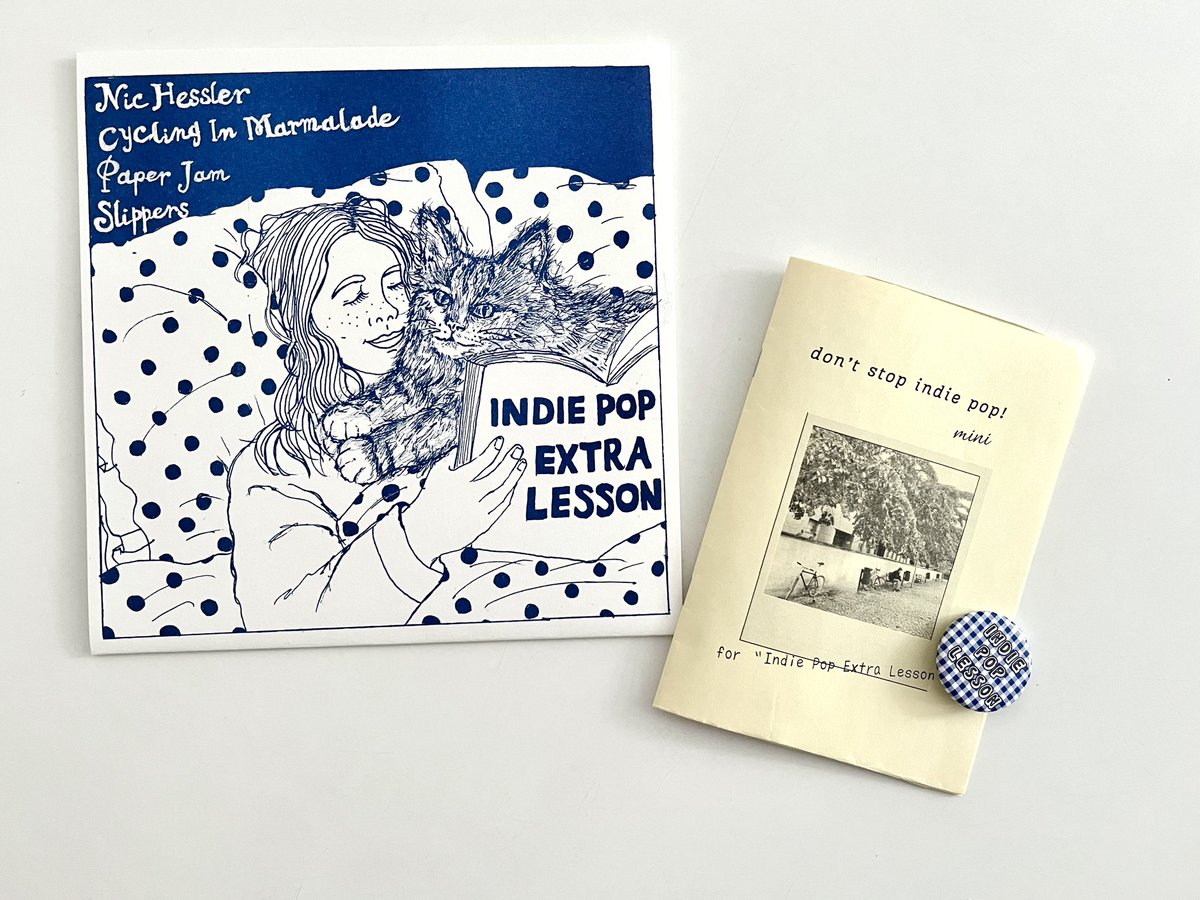 Nic Hessler
Cycling In Marmalade
Paper Jam
Slippers
INDIE POP
EXTRA
LESSON
don't stop indie pop!
mini
for "Indie Pop Extra Lesson
INDIE
POP
LESSON